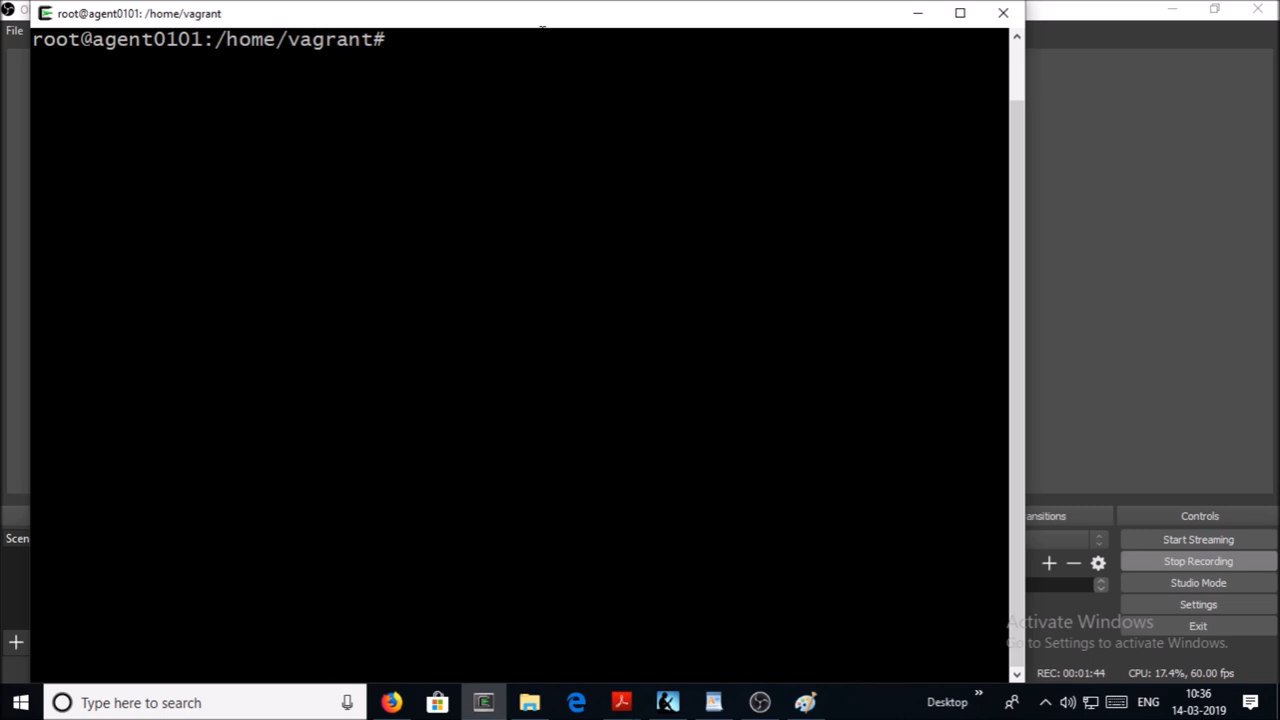 root@agent0101: /home/vagrant
File
root@agent0101:/home/vagrant#
ansitions
Controls
Start Streaming
Scen
Stop Recording
Studio Mode
Settings
Exit
Activate Windows
Go to Settings to activate Windows.
REC: 00:01:44
CPU: 17.4%, 60.00 fps
Type here to search
Desktop
ENG
10:36
14-03-2019